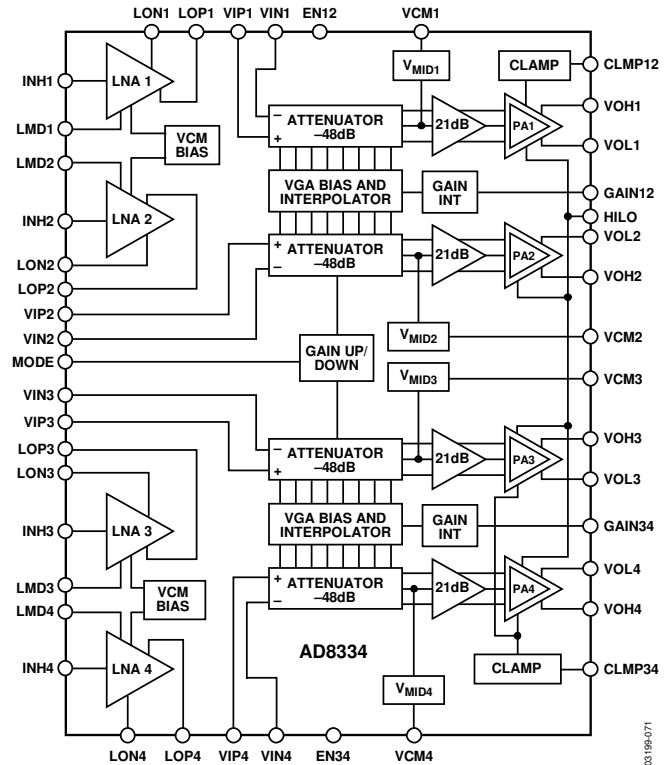 LON1 LOP1 VIP1 VIN1 EN12 VCM1
INH1
LNA 1
VMID1
CLAMP
CLMP12
LMD1
VCM
BIAS
–
+
ATTENUATOR
–48dB
21dB
PA1
VOH1
VOL1
LMD2
VGA BIAS AND
INTERPOLATOR
GAIN
INT
GAIN12
HILO
INH2
LNA 2
+
–
ATTENUATOR
–48dB
21dB
PA2
VOL2
VOH2
LON2
LOP2
VIP2
VIN2
MODE
GAIN UP/
DOWN
VMID2
VCM2
VMID3
VCM3
VIN3
VIP3
LOP3
LON3
–
+
ATTENUATOR
–48dB
21dB
PA3
VOH3
VOL3
INH3
LNA 3
VGA BIAS AND
INTERPOLATOR
GAIN
INT
GAIN34
LMD3
LMD4
VCM
BIAS
+
–
ATTENUATOR
–48dB
21dB
PA4
VOL4
VOH4
INH4
LNA 4
AD8334
CLAMP
CLMP34
VMID4
LON4 LOP4 VIP4 VIN4 EN34 VCM4
03199-071